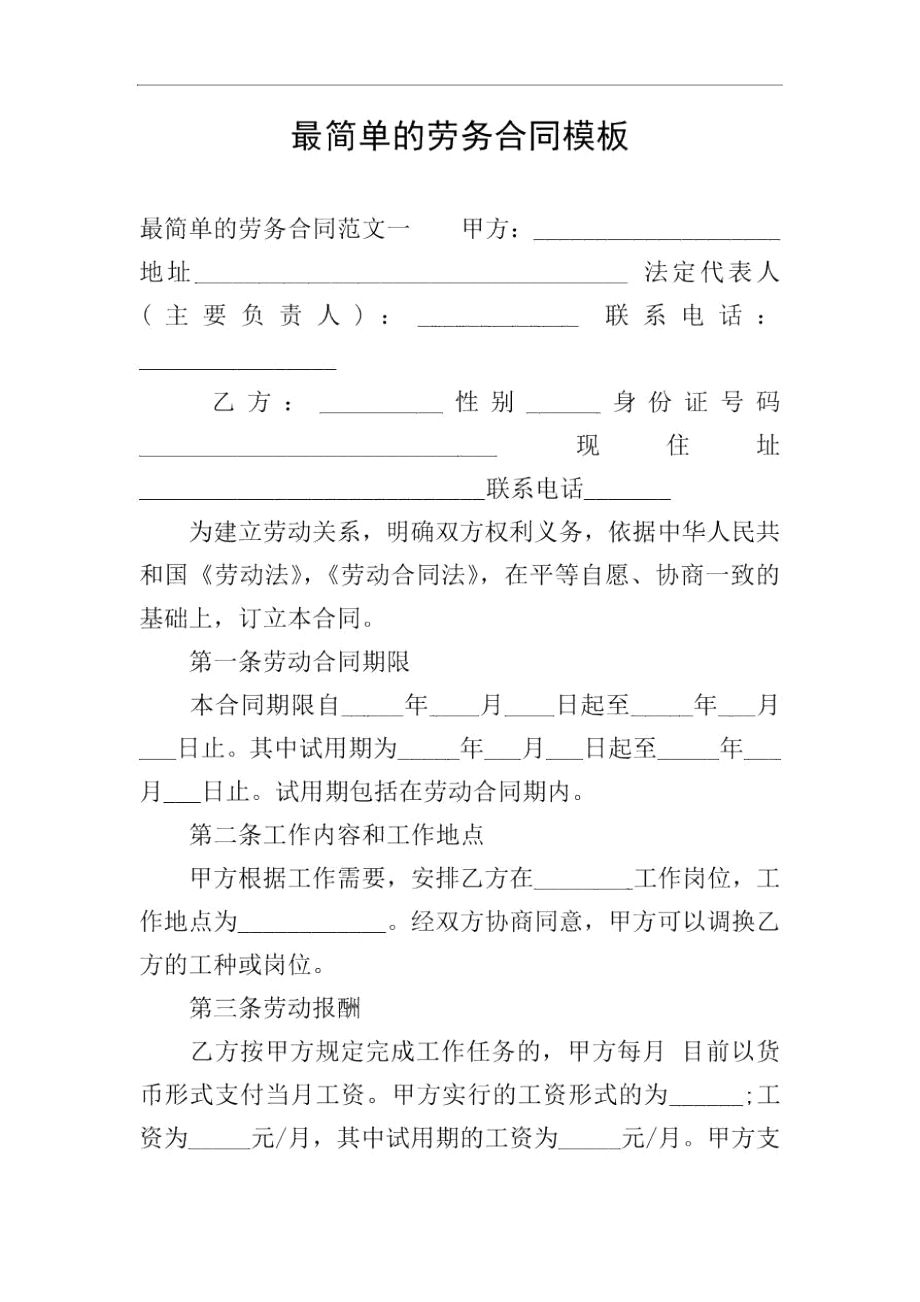 最简单的劳务合同模板
最简单的劳务合同范文一 甲方：____________________
地址___________________________________ 法定代表人
(主要负责人)：_____________ 联系电话：
________________
乙方：__________性别______身份证号码
_____________________________ 现住址
____________________________联系电话_______
为建立劳动关系，明确双方权利义务，依据中华人民共
和国《劳动法》，《劳动合同法》，在平等自愿、协商一致的
基础上，订立本合同。
第一条劳动合同期限
本合同期限自_____年____月____日起至_____年___月
___日止。其中试用期为_____年___月___日起至_____年___
月___日止。试用期包括在劳动合同期内。
第二条工作内容和工作地点
甲方根据工作需要，安排乙方在________工作岗位，工
作地点为____________。经双方协商同意，甲方可以调换乙
方的工种或岗位。
第三条劳动报酬
乙方按甲方规定完成工作任务的，甲方每月 目前以货
币形式支付当月工资。甲方实行的工资形式的为______;工
资为_____元/月，其中试用期的工资为_____元/月。甲方支